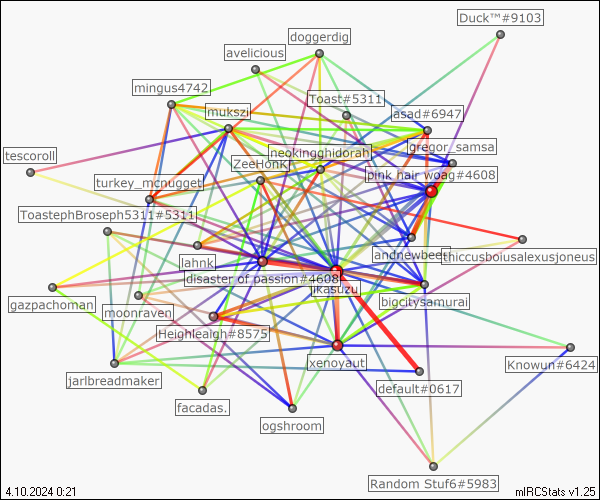 Duck™#9103
doggerdig
avelicious
mingus4742
Toast#5311
mukszi
asad#6947
gregor_samsa
neokingghidorah
tescoroll
ZeeHonK
pink hair woag#4608
turkey_mcnugget
ToastephBroseph5311#5311
andnewbeet
thiccusboiusalexusjoneus
lahnk
disaster of passion#4608
jikasuzu
bigcitysamurai
gazpachoman
moonraven
Heighleigh#8575
xenoyaut
Knowun#6424
jarlbreadmaker
default#0617
facadas.
ogshroom
Random Stuf6#5983
4.10.2024 0:21
mIRCStats v1.25